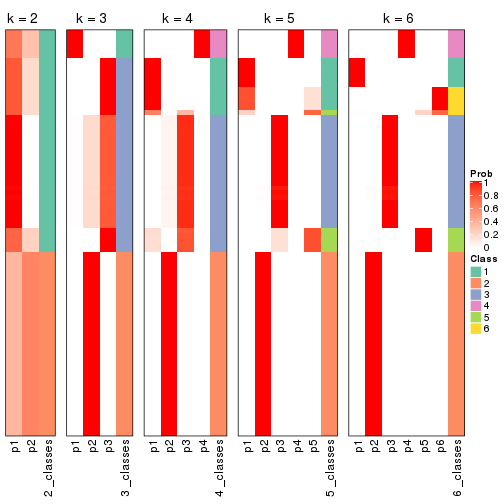 k = 2
k = 3
k = 4
k = 5
k = 6
Prob
1
0.8
0.6
0.4
0.2
0
Class
1
2
3
4
5
6
p1
p2
2_classes
p1
p2
p3
3_classes
p1
p2
p3
p4
4_classes
p1
p2
p3
p4
p5
5_classes
p1
p2
p3
p4
p5
p6
6_classes